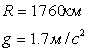 R = 1760км
g = 1.7м/с²